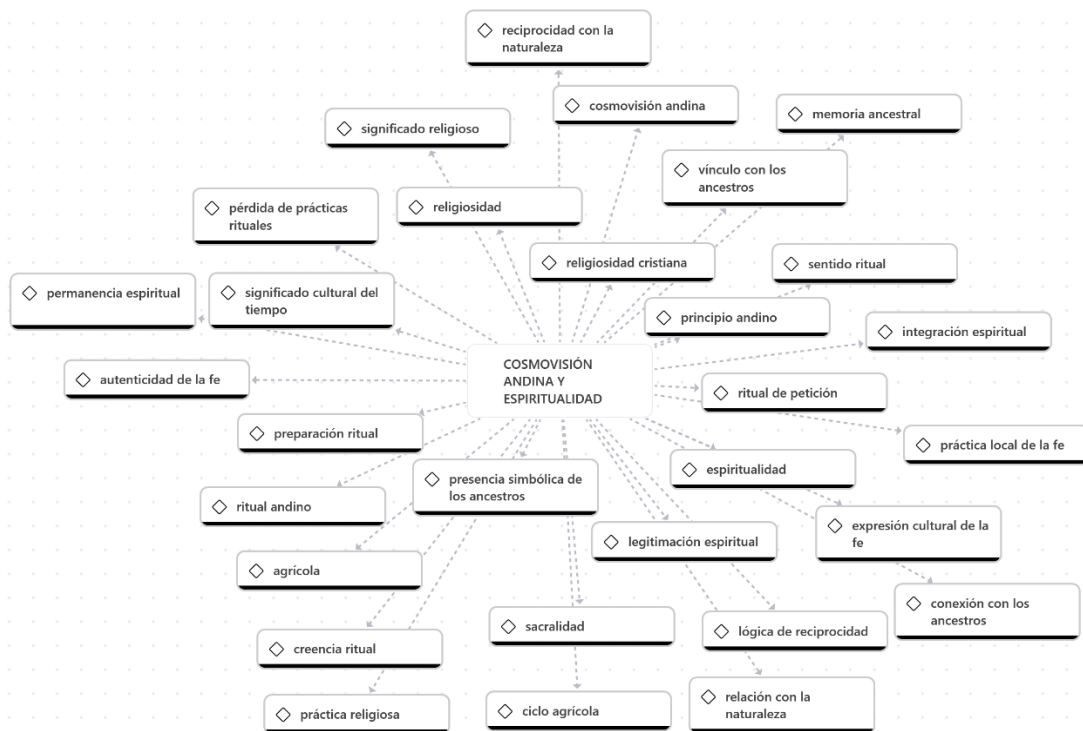 reciprocidad con la
naturaleza
cosmovisión andina
memoria ancestral
significado religioso
vínculo con los
ancestros
pérdida de prácticas
rituales
religiosidad
religiosidad cristiana
sentido ritual
permanencia espiritual
significado cultural del
tiempo
principio andino
integración espiritual
COSMOVISIÓN
ANDINA Y
ESPIRITUALIDAD
autenticidad de la fe
ritual de petición
preparación ritual
práctica local de la fe
presencia simbólica de
los ancestros
espiritualidad
ritual andino
expresión cultural de la
fe
legitimación espiritual
agrícola
conexión con los
ancestros
sacralidad
lógica de reciprocidad
creencia ritual
relación con la
naturaleza
práctica religiosa
ciclo agrícola